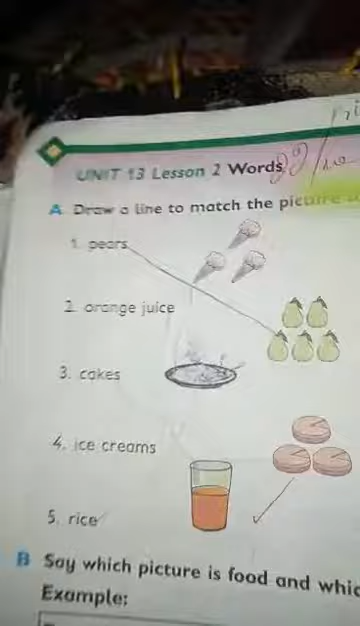 UNIT 13 Lesson 2 Words
A Draw a line to match the picture
1. pears
2. orange juice
3. cakes
4. ice creams
5. rice
B Say which picture is food and
Example: